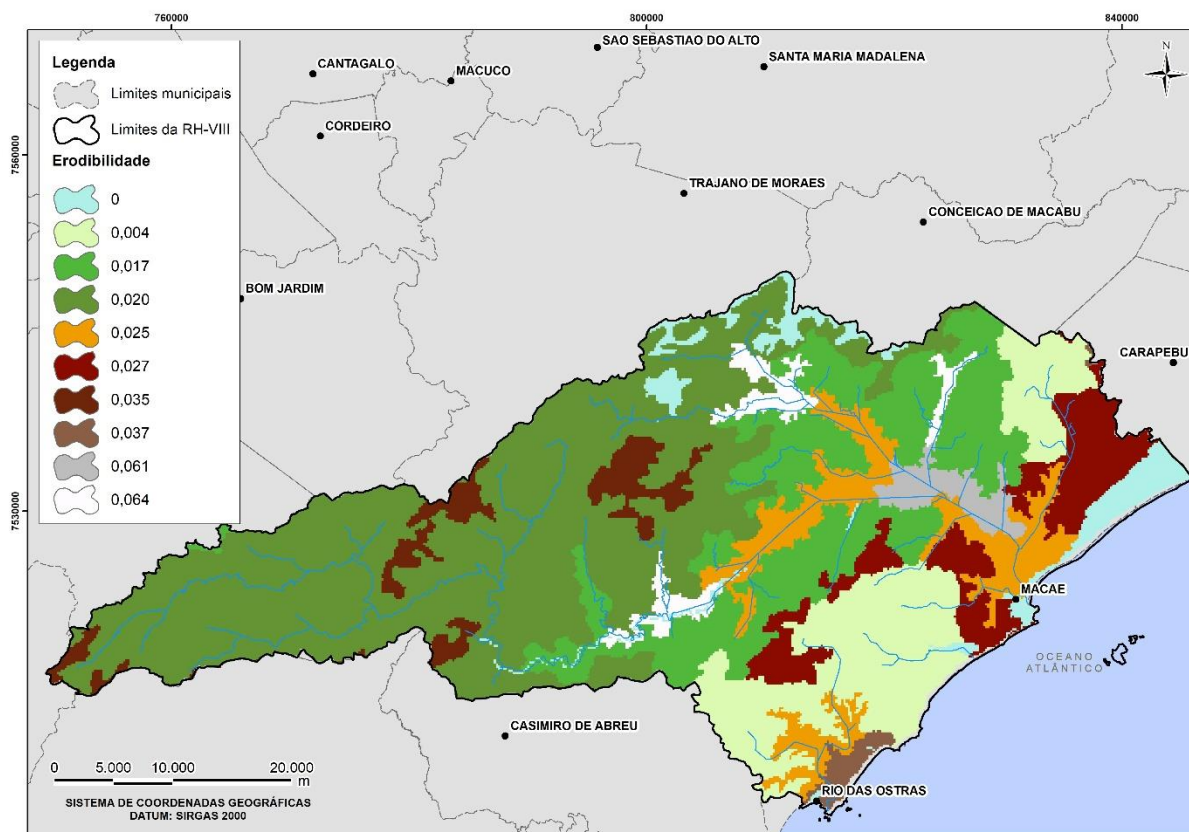 760000
800000
840000
7560000
7530000
7560000
7530000
Legenda
Limites municipais
Limites da RH-VIII
Erodibilidade
0
0,004
0,017
0,020
0,025
0,027
0,035
0,037
0,061
0,064
N
SAO SEBASTIAO DO ALTO
SANTA MARIA MADALENA
CANTAGALO
MACUCO
CORDEIRO
TRAJANO DE MORAES
CONCEICAO DE MACABU
BOM JARDIM
CARAPEBU
MACAE
OCEANO
ATLÂNTICO
CASIMIRO DE ABREU
RIO DAS OSTRAS
0 5.000 10.000 20.000
m
SISTEMA DE COORDENADAS GEOGRÁFICAS
DATUM: SIRGAS 2000